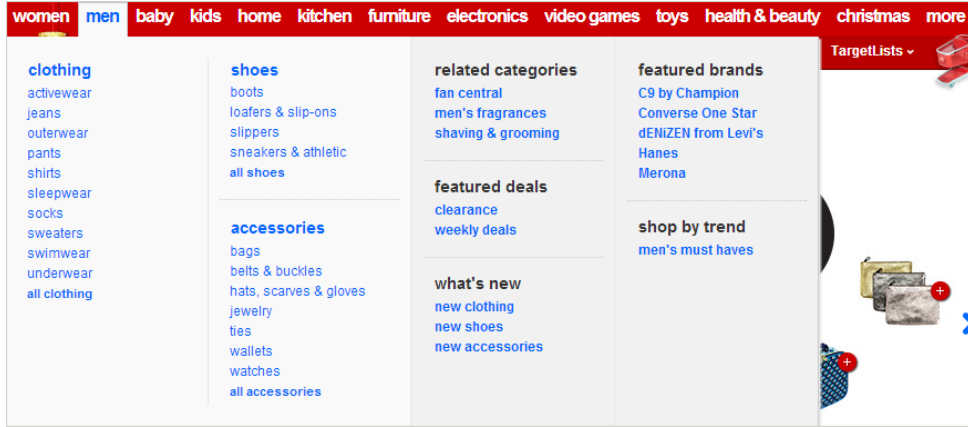 women men baby kids home kitchen furniture electronics video games toys health & beauty christmas more
TargetLists
clothing
activewear
jeans
outerwear
pants
shirts
sleepwear
socks
sweaters
swimwear
underwear
all clothing
shoes
boots
loafers & slip-ons
slippers
sneakers & athletic
all shoes
accessories
bags
belts & buckles
hats, scarves & gloves
jewelry
ties
wallets
watches
all accessories
related categories
fan central
men's fragrances
shaving & grooming
featured deals
clearance
weekly deals
what's new
new clothing
new shoes
new accessories
featured brands
C9 by Champion
Converse One Star
dENiZEN from Levi's
Hanes
Merona
shop by trend
men's must haves